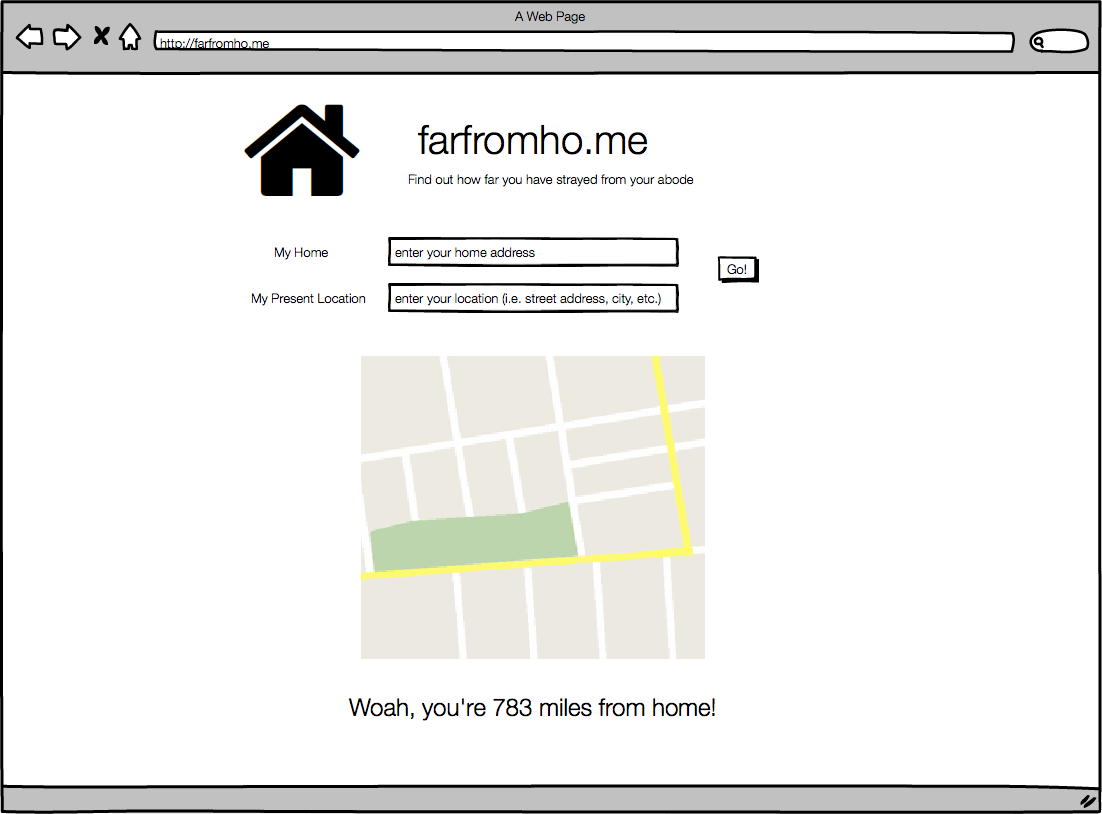 A Web Page
http://farfromho.me
farfromho.me
Find out how far you have strayed from your abode
My Home
enter your home address
Go!
My Present Location
enter your location (i.e. street address, city, etc.)
Woah, you're 783 miles from home!